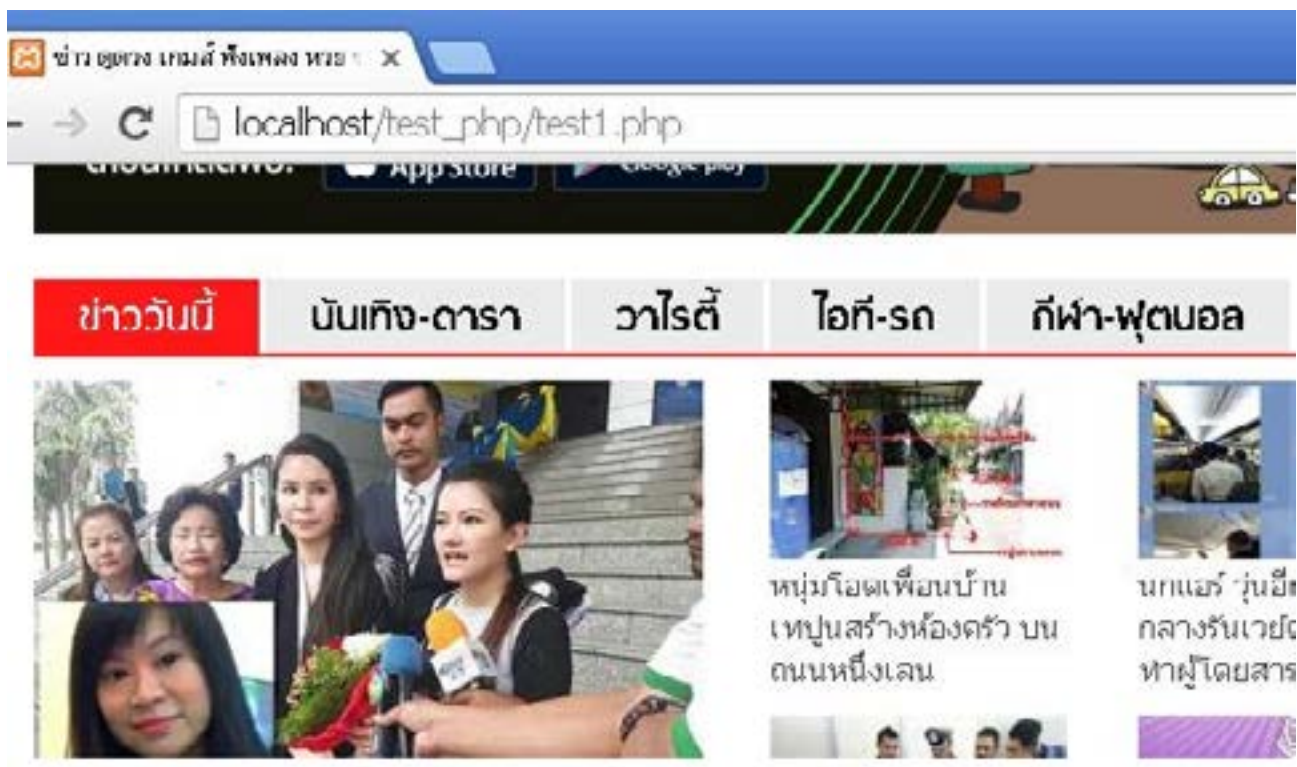 ข่าว ดูดวง เกมส์ ฟังเพลง หวย
localhost/test_php/test1.php
App Store
Google play
ข่าววันนี้
บันเทิง-ดารา
วาไรตี้
ไอที-รถ
กีฬา-ฟุตบอล
หนุ่มโอดเพื่อนบ้าน
เทปูนสร้างห้องครัว บน
ถนนหนึ่งเลน
นกแอร์ วุ่นอีก
กลางรันเวย์
ทำผู้โดยสาร